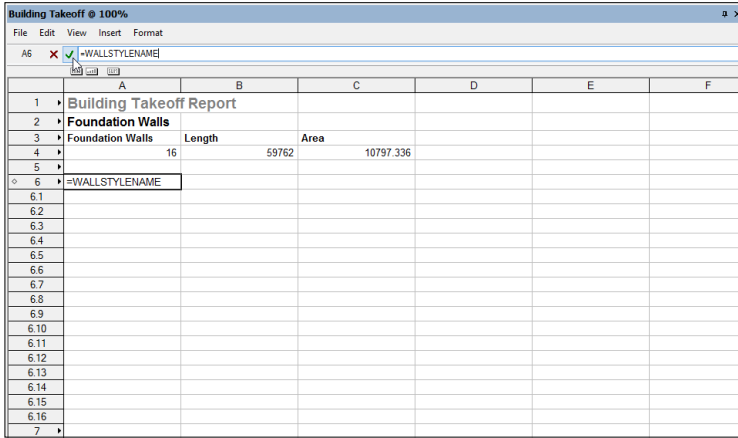 Building Takeoff @ 100%
File Edit View Insert Format
A6 =WALLSTYLENAME
A B C D E F
1 Building Takeoff Report
2 Foundation Walls
3 Foundation Walls Length Area
4 16 59762 10797.336
5
6 =WALLSTYLENAME
6.1
6.2
6.3
6.4
6.5
6.6
6.7
6.8
6.9
6.10
6.11
6.12
6.13
6.14
6.15
6.16
7